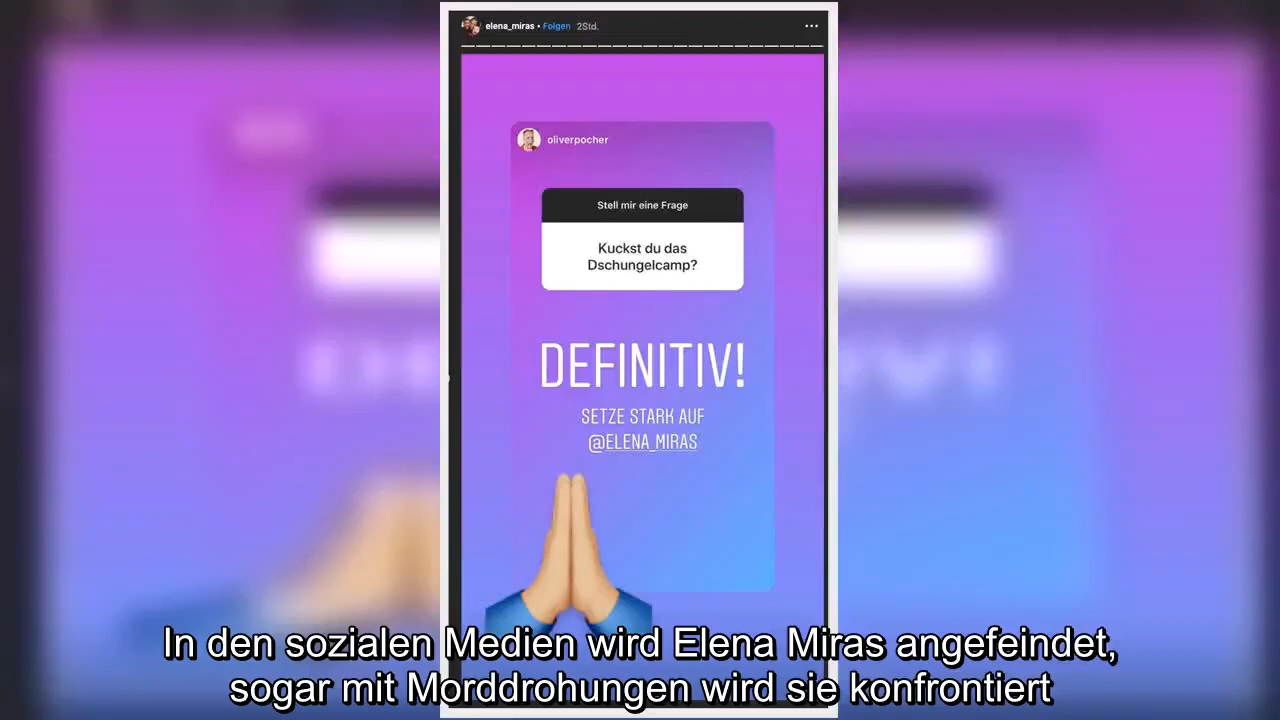 elena_miras • Folgen 2Std.
oliverpocher
Stell mir eine Frage
Kuckst du das
Dschungelcamp?
DEFINITIV!
SETZE STARK AUF
@ELENA_MIRAS
In den sozialen Medien wird Elena Miras angefeindet,
sogar mit Morddrohungen wird sie konfrontiert